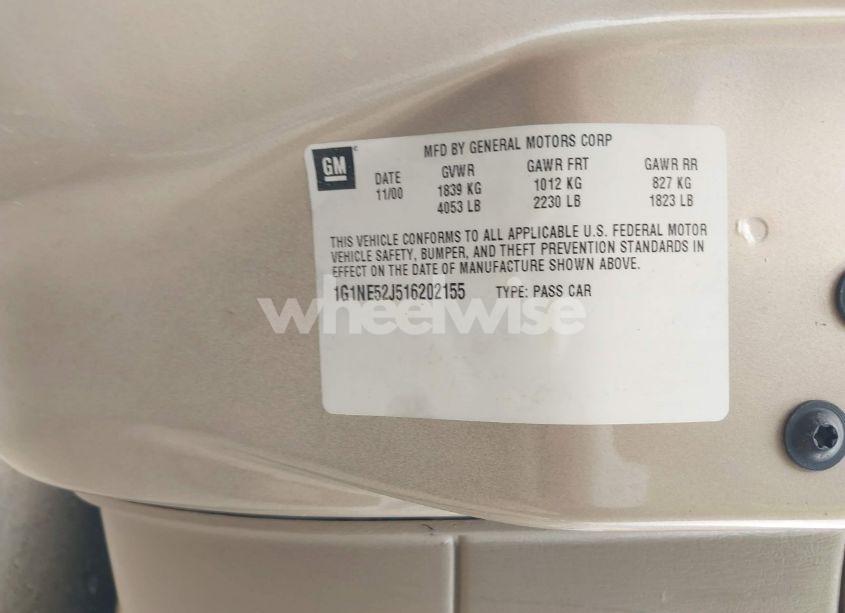 GM
MFD BY GENERAL MOTORS CORP
DATE GVWR GAWR FRT GAWR RR
11/00 1839 KG 1012 KG 827 KG
4053 LB 2230 LB 1823 LB
THIS VEHICLE CONFORMS TO ALL APPLICABLE U.S. FEDERAL MOTOR
VEHICLE SAFETY, BUMPER, AND THEFT PREVENTION STANDARDS IN
EFFECT ON THE DATE OF MANUFACTURE SHOWN ABOVE.
1G1NE52J516202155 TYPE: PASS CAR
wheelwise